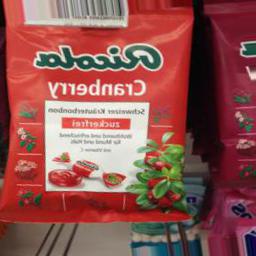 Ricola
Cranberry
Schweizer Kräuterbonbon
zuckerfrei
Wohltuend und erfrischend
für Mund und Hals
mit Vitamin C